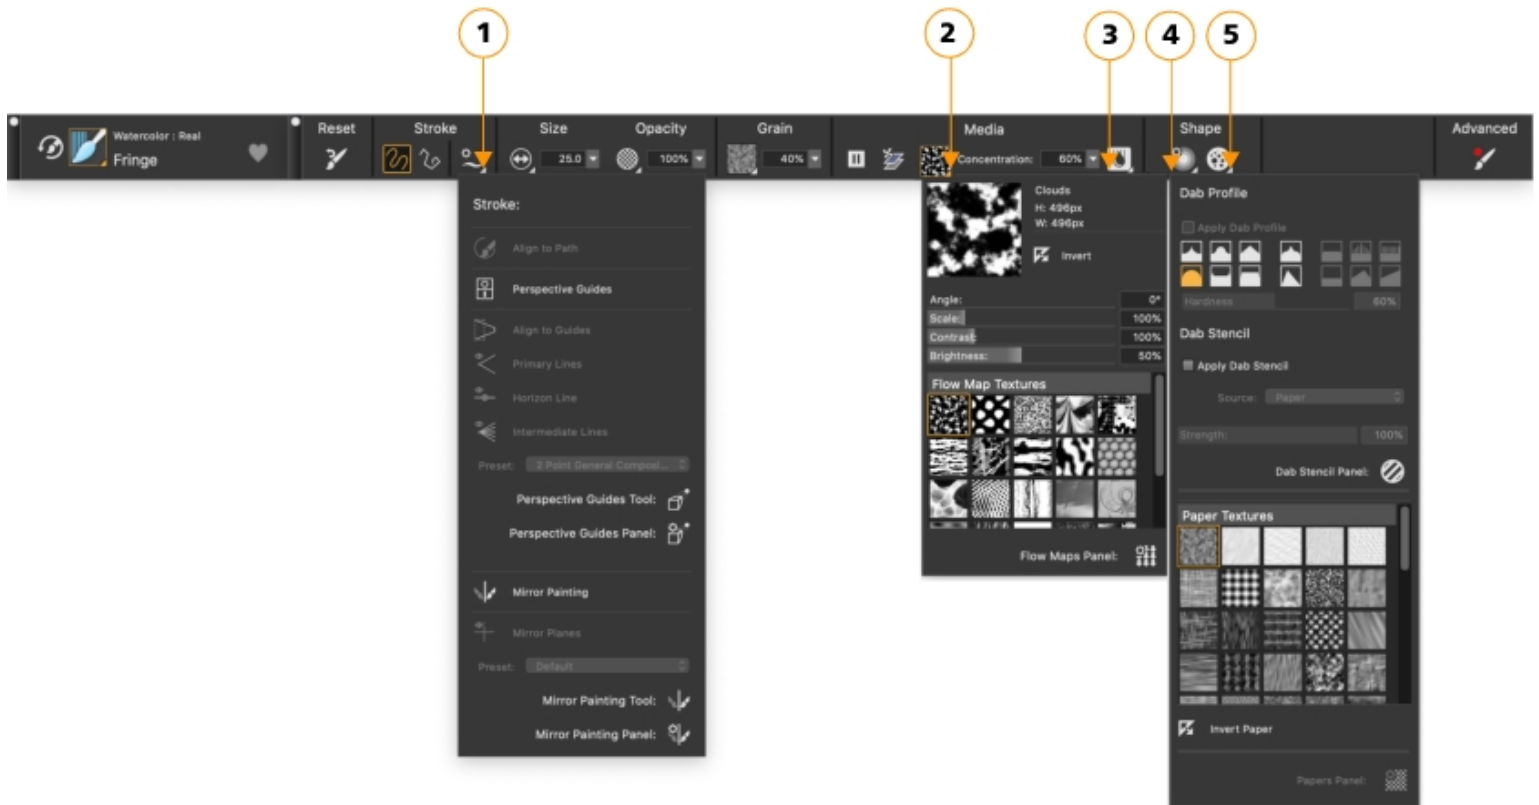 1
2
3
4
5
Watercolor : Real
Fringe
Reset
Stroke
Size
Opacity
Grain
Media
Shape
Advanced
25.0
100%
40%
Concentration:
60%
Stroke:
Align to Path
Perspective Guides
Align to Guides
Primary Lines
Horizon Line
Intermediate Lines
Preset:
2 Point General Composi...
Perspective Guides Tool:
Perspective Guides Panel:
Mirror Painting
Mirror Planes
Preset:
Default
Mirror Painting Tool:
Mirror Painting Panel:
Clouds
H: 496px
W: 496px
Invert
Angle:
0°
Scale:
100%
Contrast:
100%
Brightness:
50%
Flow Map Textures
Flow Maps Panel:
Dab Profile
Apply Dab Profile
Hardness
60%
Dab Stencil
Apply Dab Stencil
Source:
Paper
Strength:
100%
Dab Stencil Panel:
Paper Textures
Invert Paper
Papers Panel: